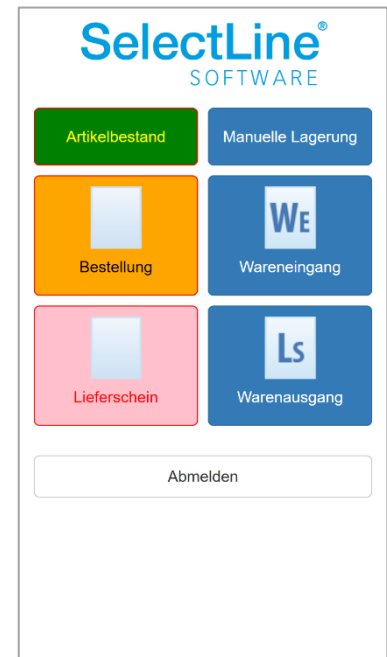 SelectLine®
SOFTWARE
Artikelbestand
Manuelle Lagerung
Bestellung
WE
Wareneingang
Lieferschein
LS
Warenausgang
Abmelden